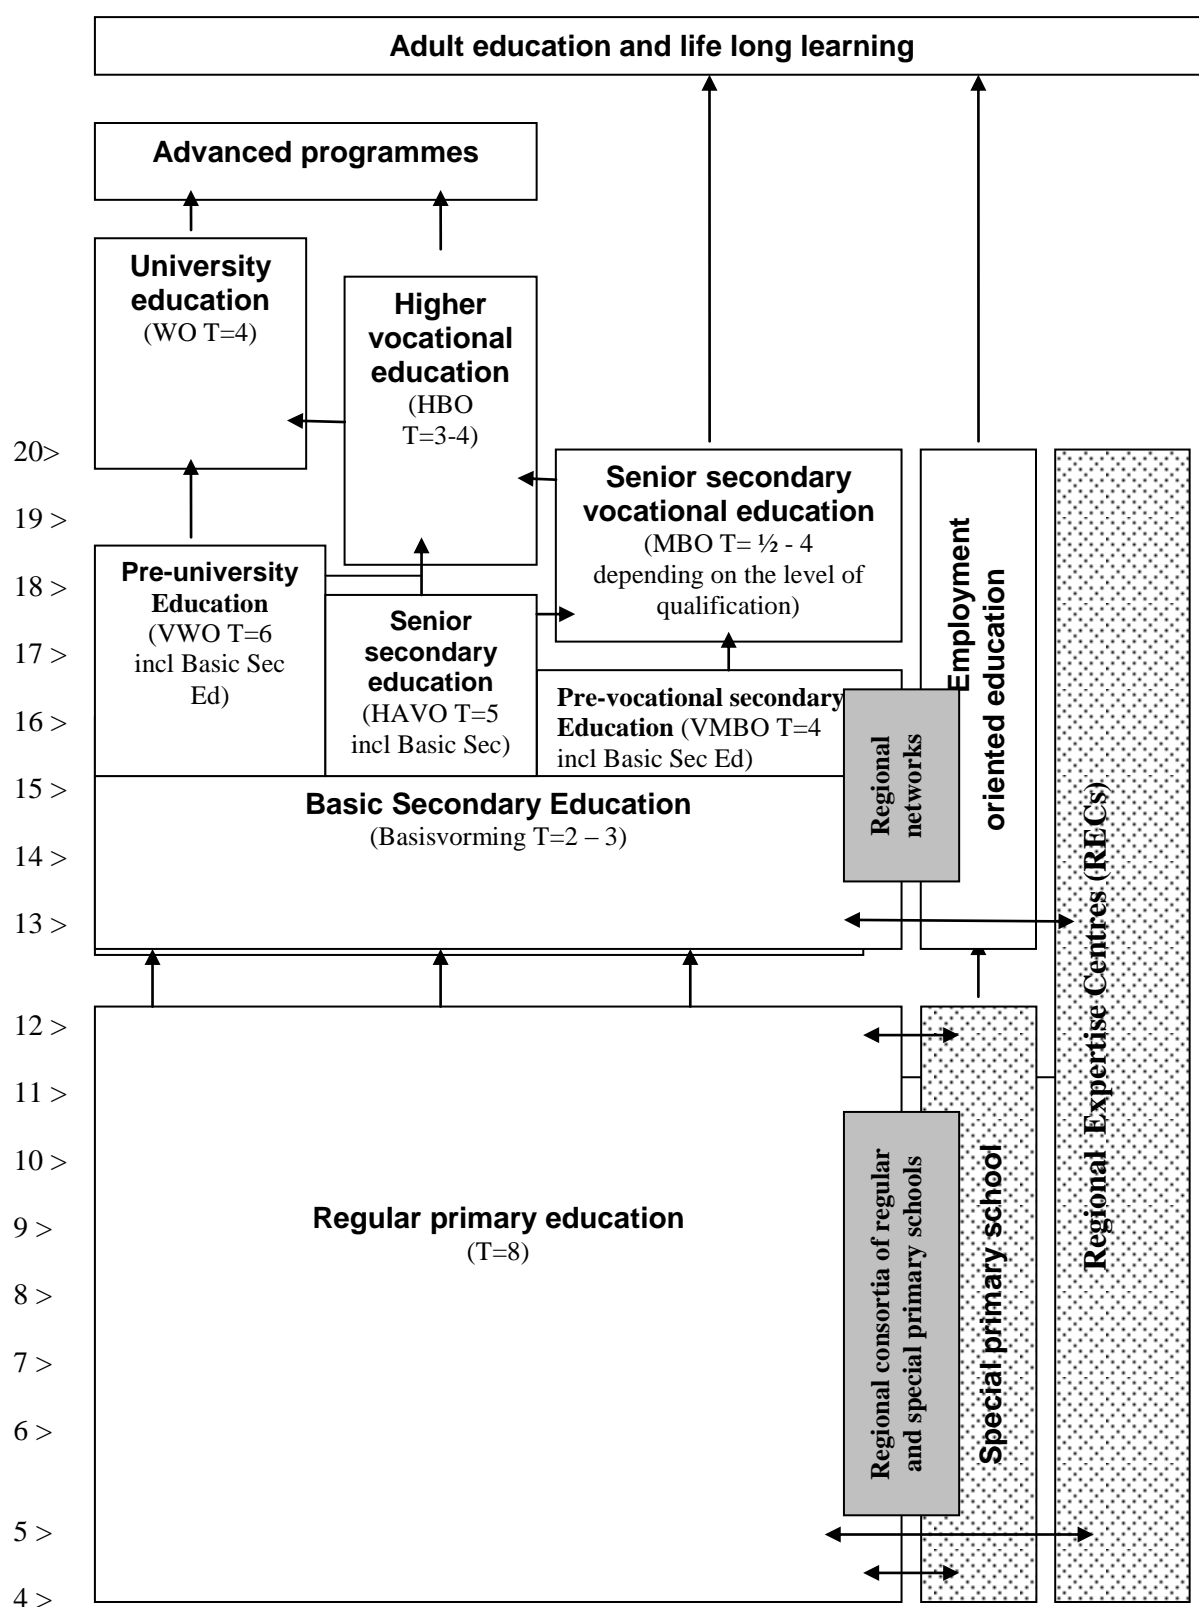 Adult education and life long learning
Advanced programmes
University
education
(WO T=4)
Higher
vocational
education
(HBO
T=3-4)
20>
Senior secondary
vocational education
(MBO T= ½ - 4
depending on the level of
qualification)
19 >
18 >
17 >
16 >
Pre-university
Education
(VWO T=6
incl Basic Sec
Ed)
Senior
secondary
education
(HAVO T=5
incl Basic Sec)
Pre-vocational secondary
Education (VMBO T=4
incl Basic Sec Ed)
Employment
oriented education
Regional
networks
Regional Expertise Centres (RECs)
15 >
14 >
13 >
Basic Secondary Education
(Basisvorming T=2 – 3)
12 >
11 >
10 >
9 >
8 >
7 >
6 >
5 >
4 >
Regular primary education
(T=8)
Regional consortia of regular
and special primary schools
Special primary school